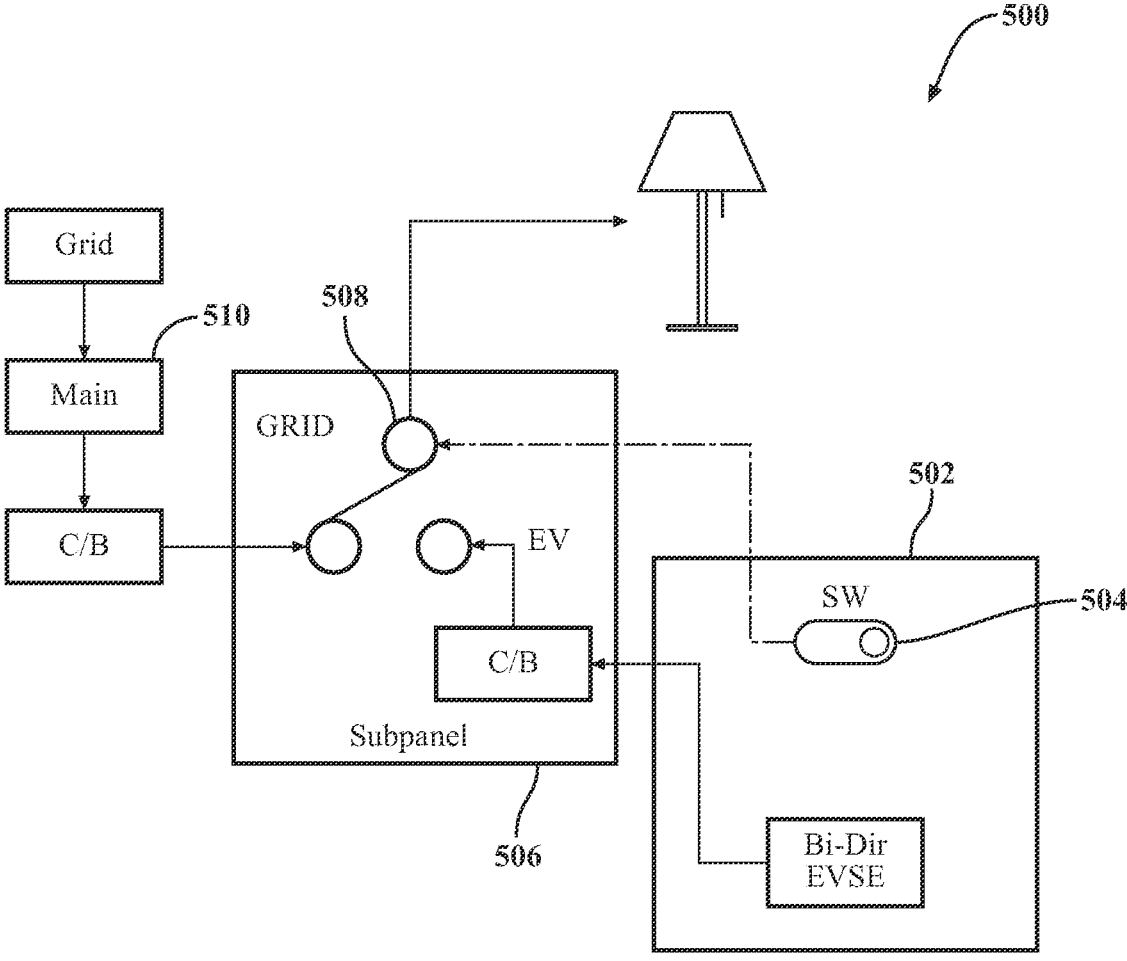 500
Grid
510
508
Main
GRID
502
C/B
EV
SW
504
C/B
Subpanel
506
Bi-Dir
EVSE